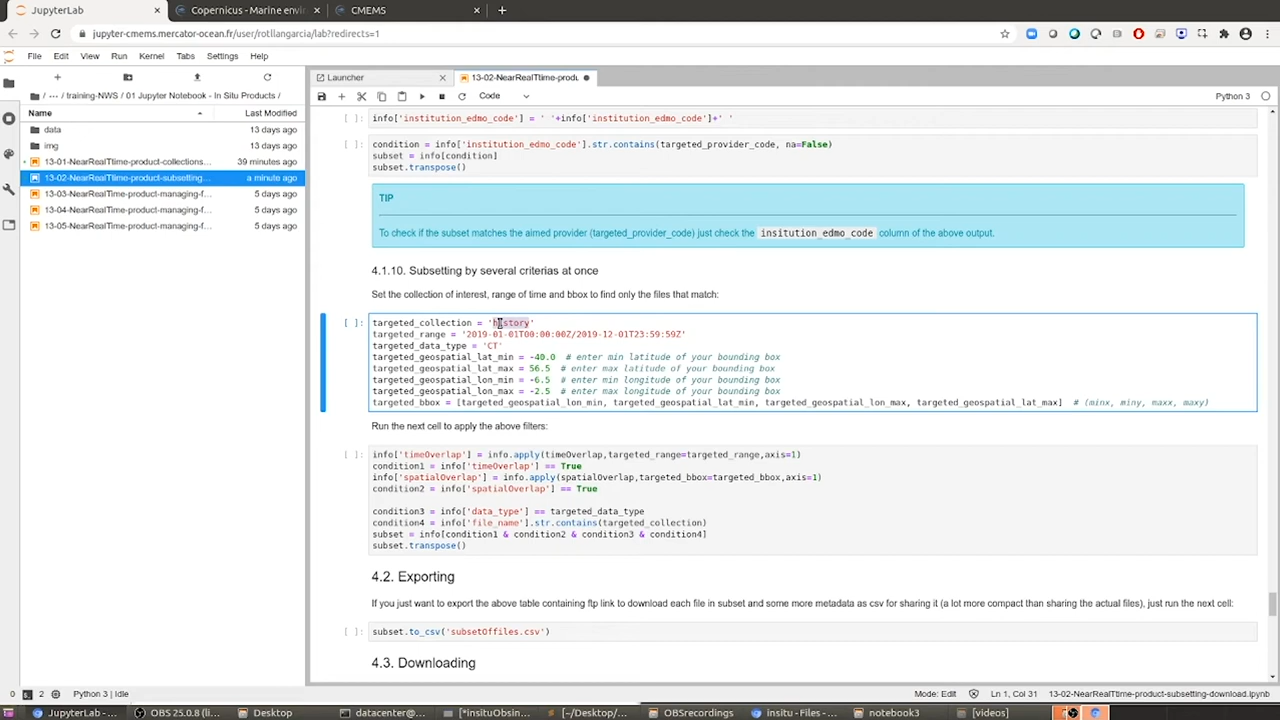 JupyterLab
Copernicus - Marine envi
CMEMS
jupyter-cmems.mercator-ocean.fr/user/rotllangarcia/lab?redirects=1
File Edit View Run Kernel Tabs Settings Help
/ ··· / training-NWS / 01 Jupyter Notebook - In Situ Products /
Name Last Modified
data 13 days ago
img 13 days ago
13-01-NearRealTtime-product-collections... 39 minutes ago
13-02-NearRealTtime-product-subsetting... a minute ago
13-03-NearRealTime-product-managing-f... 5 days ago
13-04-NearRealTime-product-managing-f... 5 days ago
13-05-NearRealTime-product-managing-f... 5 days ago
Launcher
13-02-NearRealTtime-produ
Code
Python 3
[ ]: info['institution_edmo_code'] = ' '+info['institution_edmo_code']+' '
[ ]: condition = info['institution_edmo_code'].str.contains(targeted_provider_code, na=False)
subset = info[condition]
subset.transpose()
TIP
To check if the subset matches the aimed provider (targeted_provider_code) just check the insitution_edmo_code column of the above output.
4.1.10. Subsetting by several criterias at once
Set the collection of interest, range of time and bbox to find only the files that match:
[ ]: targeted_collection = 'history'
targeted_range = '2019-01-01T00:00:00Z/2019-12-01T23:59:59Z'
targeted_data_type = 'CT'
targeted_geospatial_lat_min = -40.0 # enter min latitude of your bounding box
targeted_geospatial_lat_max = 56.5 # enter max latitude of your bounding box
targeted_geospatial_lon_min = -6.5 # enter min longitude of your bounding box
targeted_geospatial_lon_max = -2.5 # enter max longitude of your bounding box
targeted_bbox = [targeted_geospatial_lon_min, targeted_geospatial_lat_min, targeted_geospatial_lon_max, targeted_geospatial_lat_max] # (minx, miny, maxx, maxy)
Run the next cell to apply the above filters:
[ ]: info['timeOverlap'] = info.apply(timeOverlap,targeted_range=targeted_range,axis=1)
condition1 = info['timeOverlap'] == True
info['spatialOverlap'] = info.apply(spatialOverlap,targeted_bbox=targeted_bbox,axis=1)
condition2 = info['spatialOverlap'] == True
condition3 = info['data_type'] == targeted_data_type
condition4 = info['file_name'].str.contains(targeted_collection)
subset = info[condition1 & condition2 & condition3 & condition4]
subset.transpose()
4.2. Exporting
If you just want to export the above table containing ftp link to download each file in subset and some more metadata as csv for sharing it (a lot more compact than sharing the actual files), just run the next cell:
[ ]: subset.to_csv('subsetOffiles.csv')
4.3. Downloading
0 2 Python 3 | Idle
Mode: Edit Ln 1, Col 31 13-02-NearRealTtime-product-subsetting-download.ipynb
JupyterLab - ...
OBS 25.0.8 (li...
Desktop
datacenter@...
[*insituObsin...
[~/Desktop/...
OBSrecordings
insitu - Files - ...
notebook3
[videos]